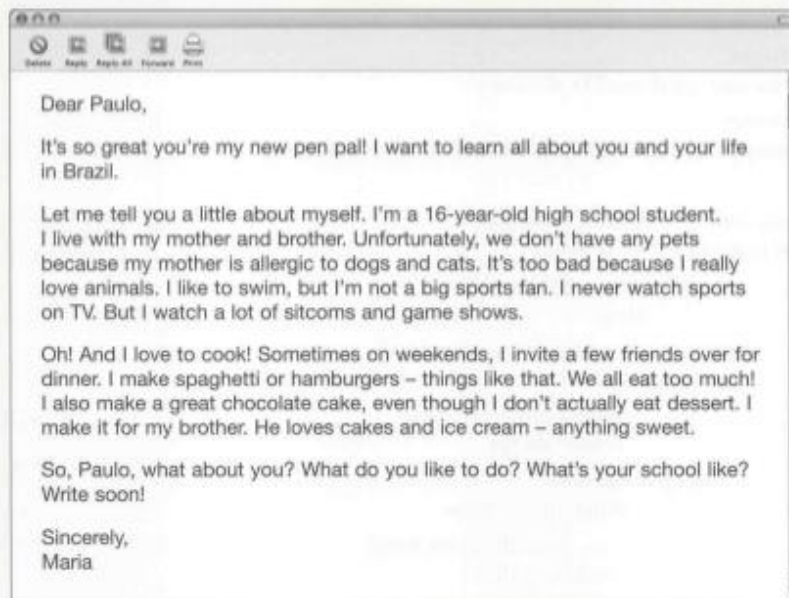 Delete Reply Reply All Forward Print
Dear Paulo,
It's so great you're my new pen pal! I want to learn all about you and your life
in Brazil.
Let me tell you a little about myself. I'm a 16-year-old high school student.
I live with my mother and brother. Unfortunately, we don't have any pets
because my mother is allergic to dogs and cats. It's too bad because I really
love animals. I like to swim, but I'm not a big sports fan. I never watch sports
on TV. But I watch a lot of sitcoms and game shows.
Oh! And I love to cook! Sometimes on weekends, I invite a few friends over for
dinner. I make spaghetti or hamburgers – things like that. We all eat too much!
I also make a great chocolate cake, even though I don't actually eat dessert. I
make it for my brother. He loves cakes and ice cream – anything sweet.
So, Paulo, what about you? What do you like to do? What's your school like?
Write soon!
Sincerely,
Maria